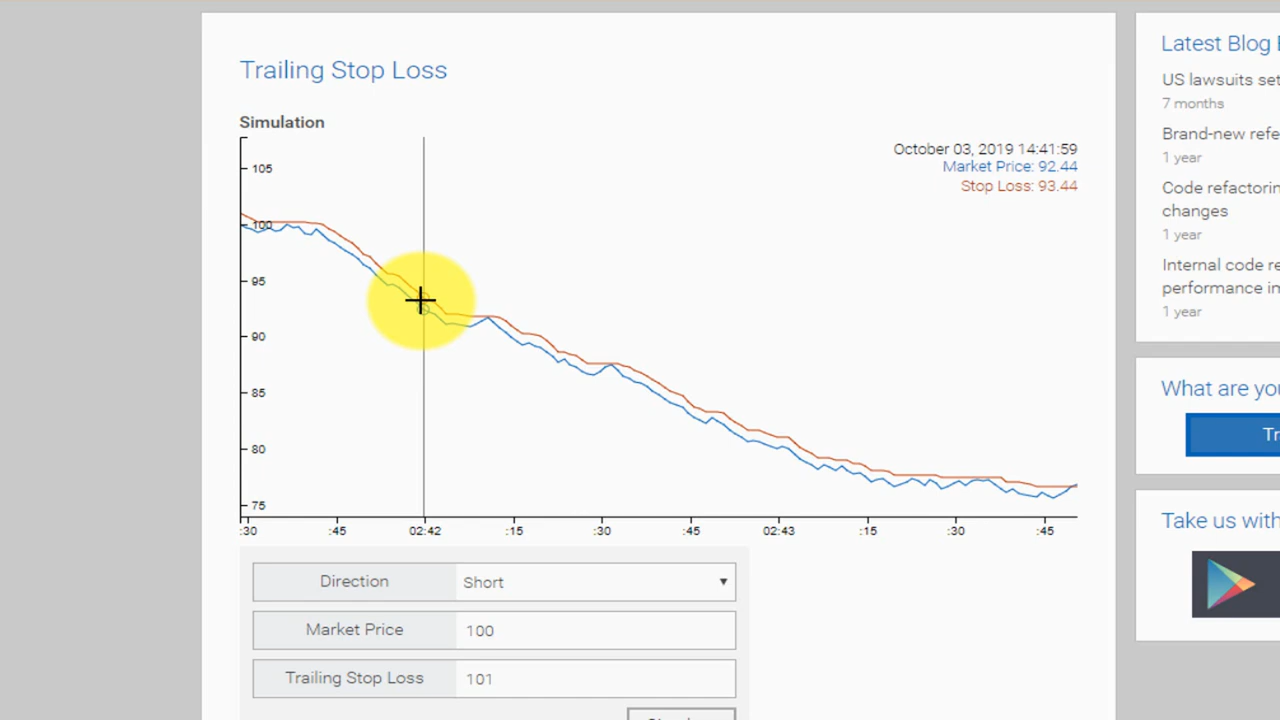 Trailing Stop Loss
Simulation
October 03, 2019 14:41:59
Market Price: 92.44
Stop Loss: 93.44
105
100
95
90
85
80
75
:30 :45 02:42 :15 :30 :45 02:43 :15 :30 :45
Direction Short
Market Price 100
Trailing Stop Loss 101
Latest Blog
US lawsuits set
7 months
Brand-new refe
1 year
Code refactorin
changes
1 year
Internal code re
performance im
1 year
What are you
Tr
Take us with